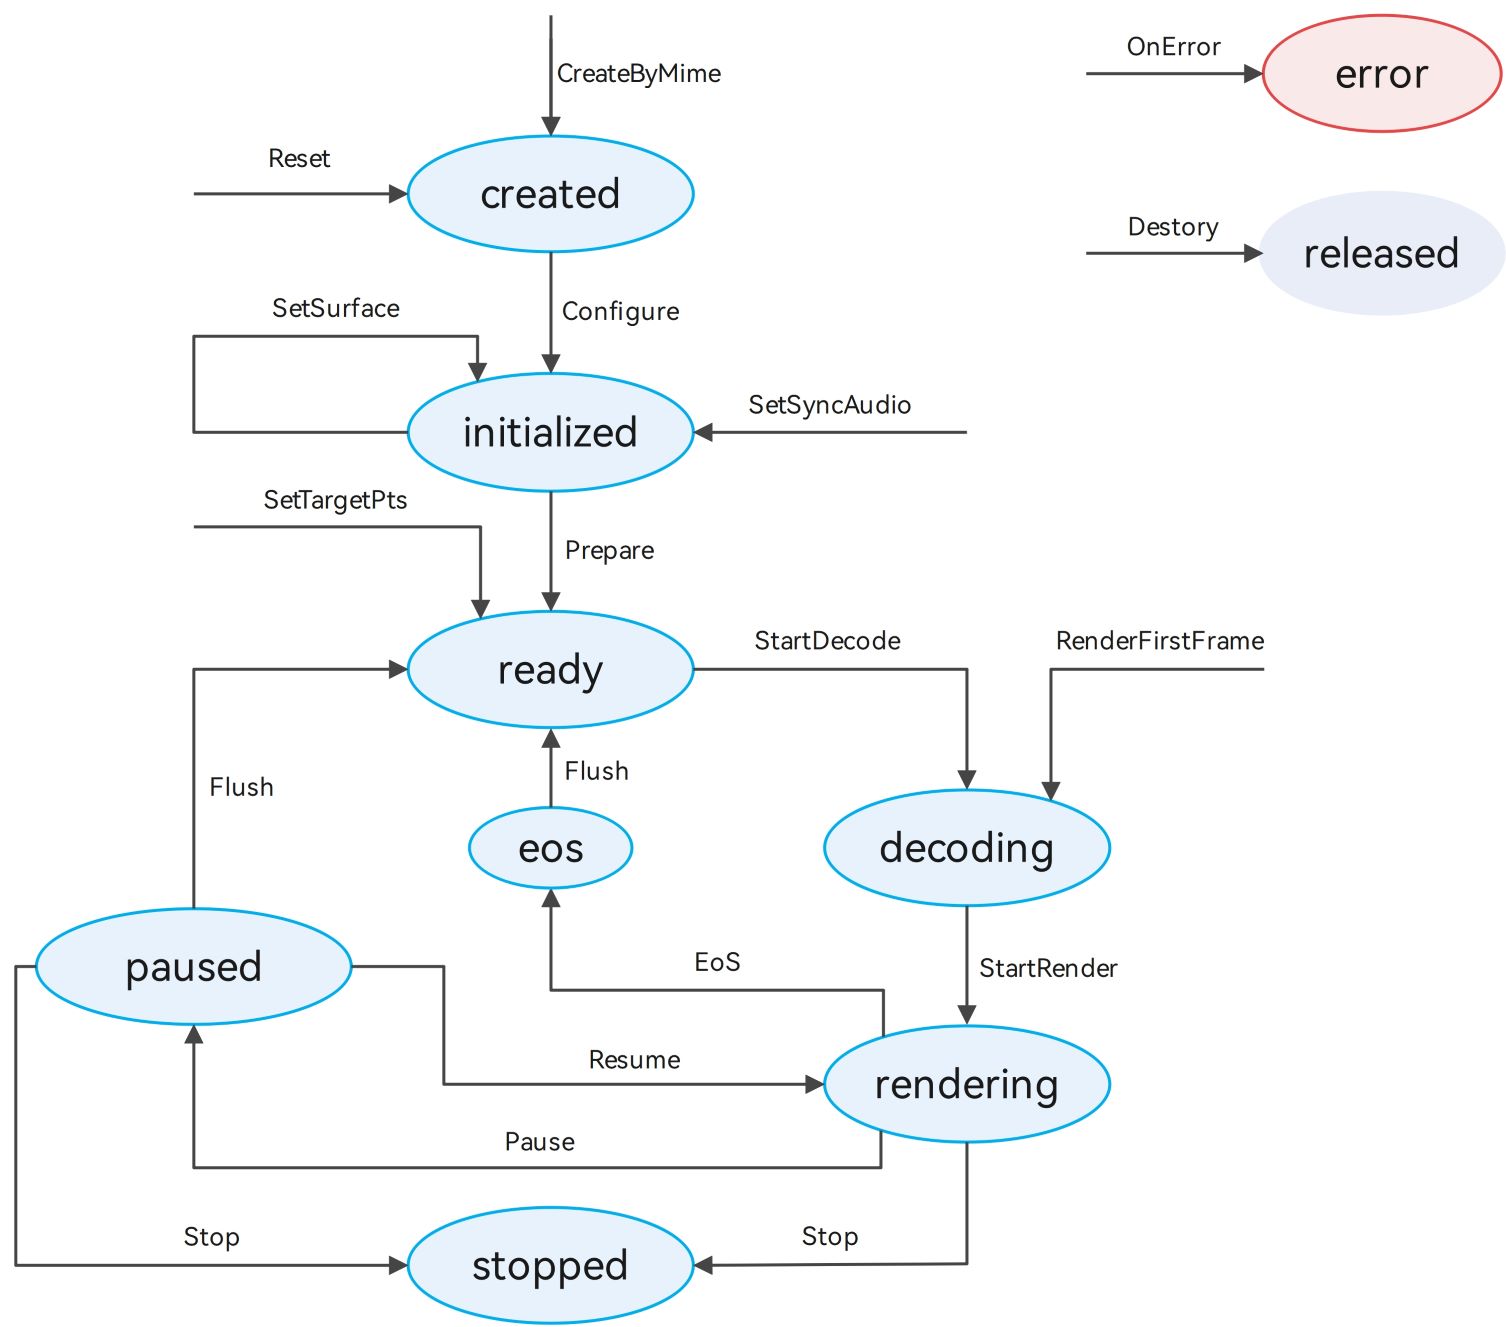 CreateByMime
OnError
error
Reset
created
Destory
released
SetSurface
Configure
initialized
SetSyncAudio
SetTargetPts
Prepare
ready
StartDecode
RenderFirstFrame
Flush
Flush
eos
decoding
paused
EoS
StartRender
Resume
rendering
Pause
Stop
Stop
stopped